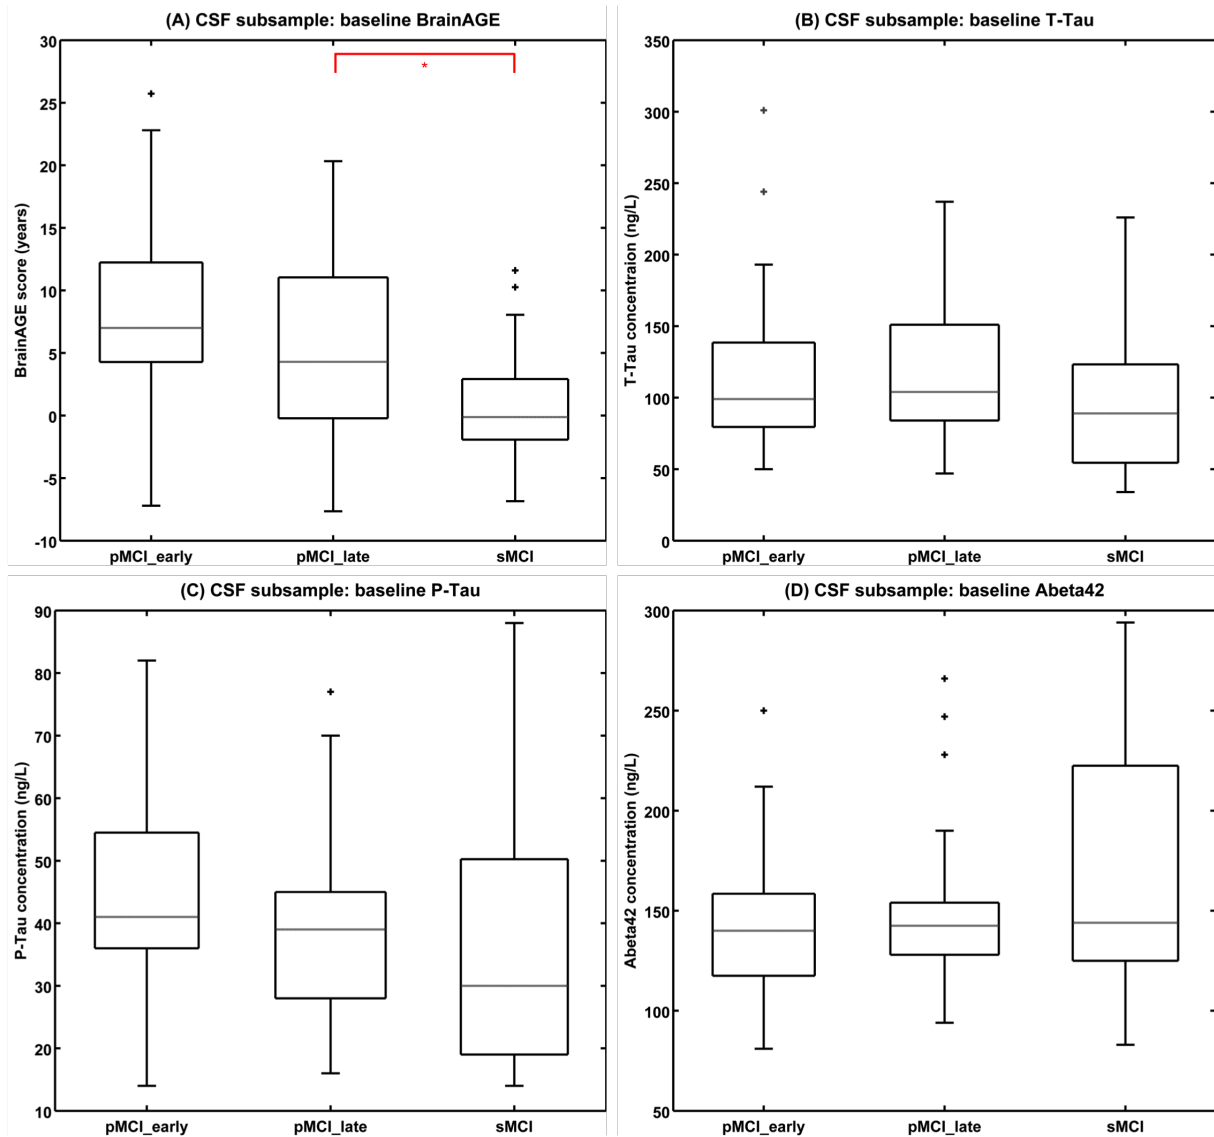 (A) CSF subsample: baseline BrainAGE
30
25
20
15
10
5
0
-5
-10
BrainAGE score (years)
*
pMCI_early pMCI_late sMCI
(B) CSF subsample: baseline T-Tau
350
300
250
200
150
100
50
0
T-Tau concentraion (ng/L)
pMCI_early pMCI_late sMCI
(C) CSF subsample: baseline P-Tau
90
80
70
60
50
40
30
20
10
P-Tau concentration (ng/L)
pMCI_early pMCI_late sMCI
(D) CSF subsample: baseline Abeta42
300
250
200
150
100
50
Abeta42 concentration (ng/L)
pMCI_early pMCI_late sMCI